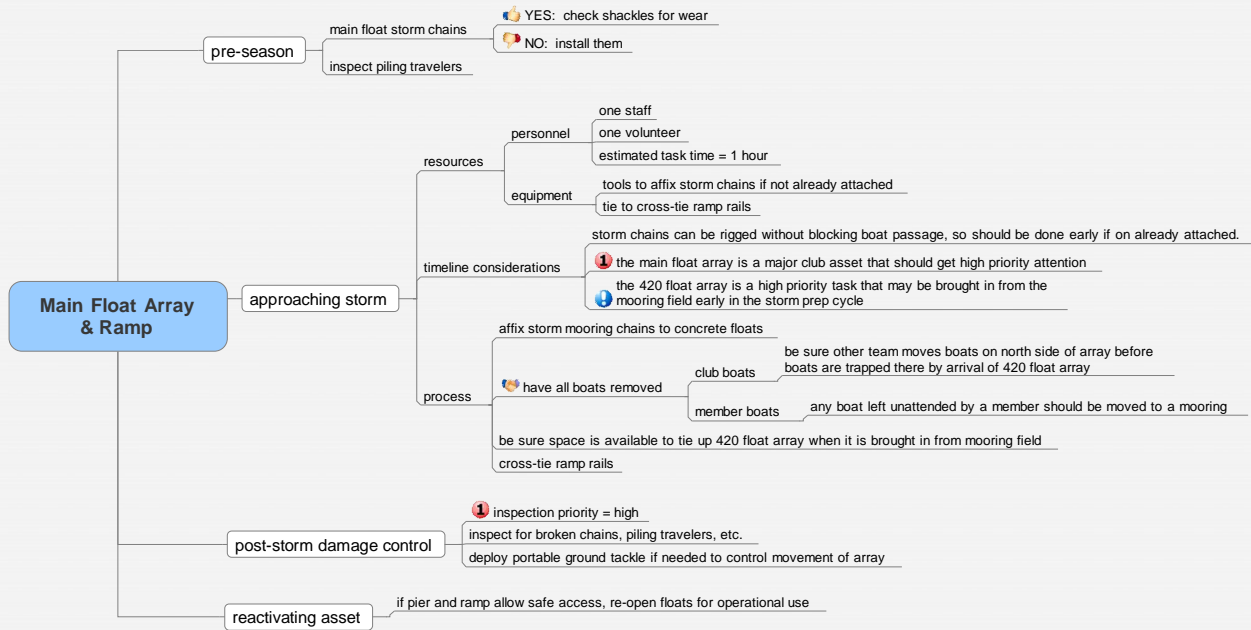 Main Float Array
& Ramp
pre-season
main float storm chains
YES: check shackles for wear
NO: install them
inspect piling travelers
approaching storm
resources
personnel
one staff
one volunteer
estimated task time = 1 hour
equipment
tools to affix storm chains if not already attached
tie to cross-tie ramp rails
timeline considerations
storm chains can be rigged without blocking boat passage, so should be done early if on already attached.
1 the main float array is a major club asset that should get high priority attention
the 420 float array is a high priority task that may be brought in from the
! mooring field early in the storm prep cycle
process
affix storm mooring chains to concrete floats
have all boats removed
club boats
be sure other team moves boats on north side of array before
boats are trapped there by arrival of 420 float array
member boats
any boat left unattended by a member should be moved to a mooring
be sure space is available to tie up 420 float array when it is brought in from mooring field
cross-tie ramp rails
post-storm damage control
1 inspection priority = high
inspect for broken chains, piling travelers, etc.
deploy portable ground tackle if needed to control movement of array
reactivating asset
if pier and ramp allow safe access, re-open floats for operational use